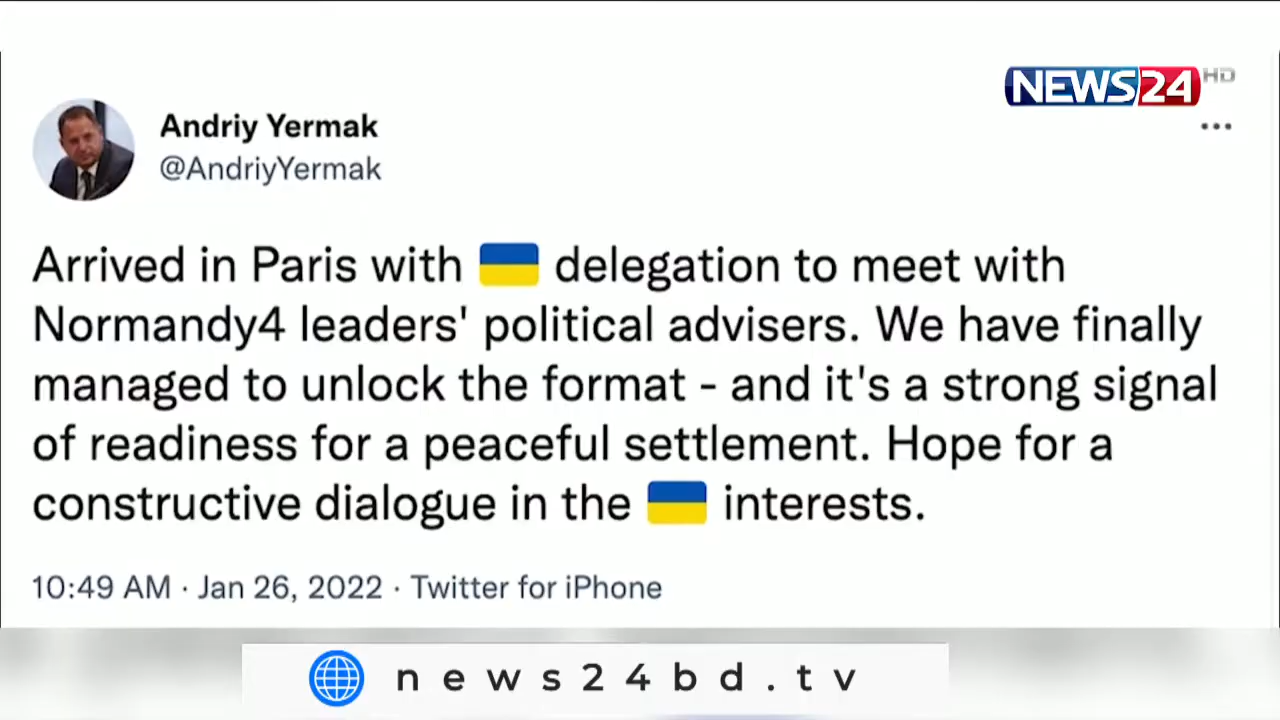 NEWS24 HD
Andriy Yermak
@AndriyYermak
Arrived in Paris with 🇺🇦 delegation to meet with
Normandy4 leaders' political advisers. We have finally
managed to unlock the format - and it's a strong signal
of readiness for a peaceful settlement. Hope for a
constructive dialogue in the 🇺🇦 interests.
10:49 AM · Jan 26, 2022 · Twitter for iPhone
news24bd.tv